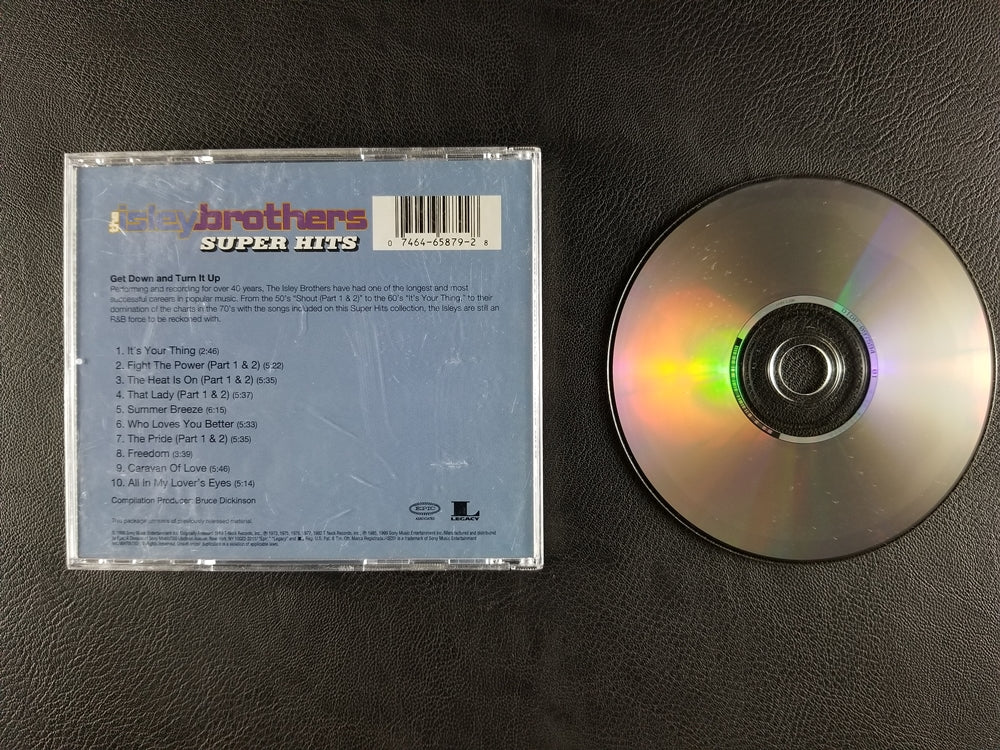 the isley.brothers
SUPER HITS
0 7464-65879-2 8
Get Down and Turn It Up
Performing and recording for over 40 years, The Isley Brothers have had one of the longest and most
successful careers in popular music. From the 50's "Shout (Part 1 & 2)" to the 60's "It's Your Thing," to their
domination of the charts in the 70's with the songs included on this Super Hits collection, the Isleys are still an
R&B force to be reckoned with.
1. It's Your Thing (2:46)
2. Fight The Power (Part 1 & 2) (5:22)
3. The Heat Is On (Part 1 & 2) (5:35)
4. That Lady (Part 1 & 2) (5:37)
5. Summer Breeze (6:15)
6. Who Loves You Better (5:33)
7. The Pride (Part 1 & 2) (5:35)
8. Freedom (3:39)
9. Caravan Of Love (5:46)
10. All In My Lover's Eyes (5:14)
Compilation Producer: Bruce Dickinson
EPIC
ASSOCIATED
L
LEGACY
This package consists of previously released material.